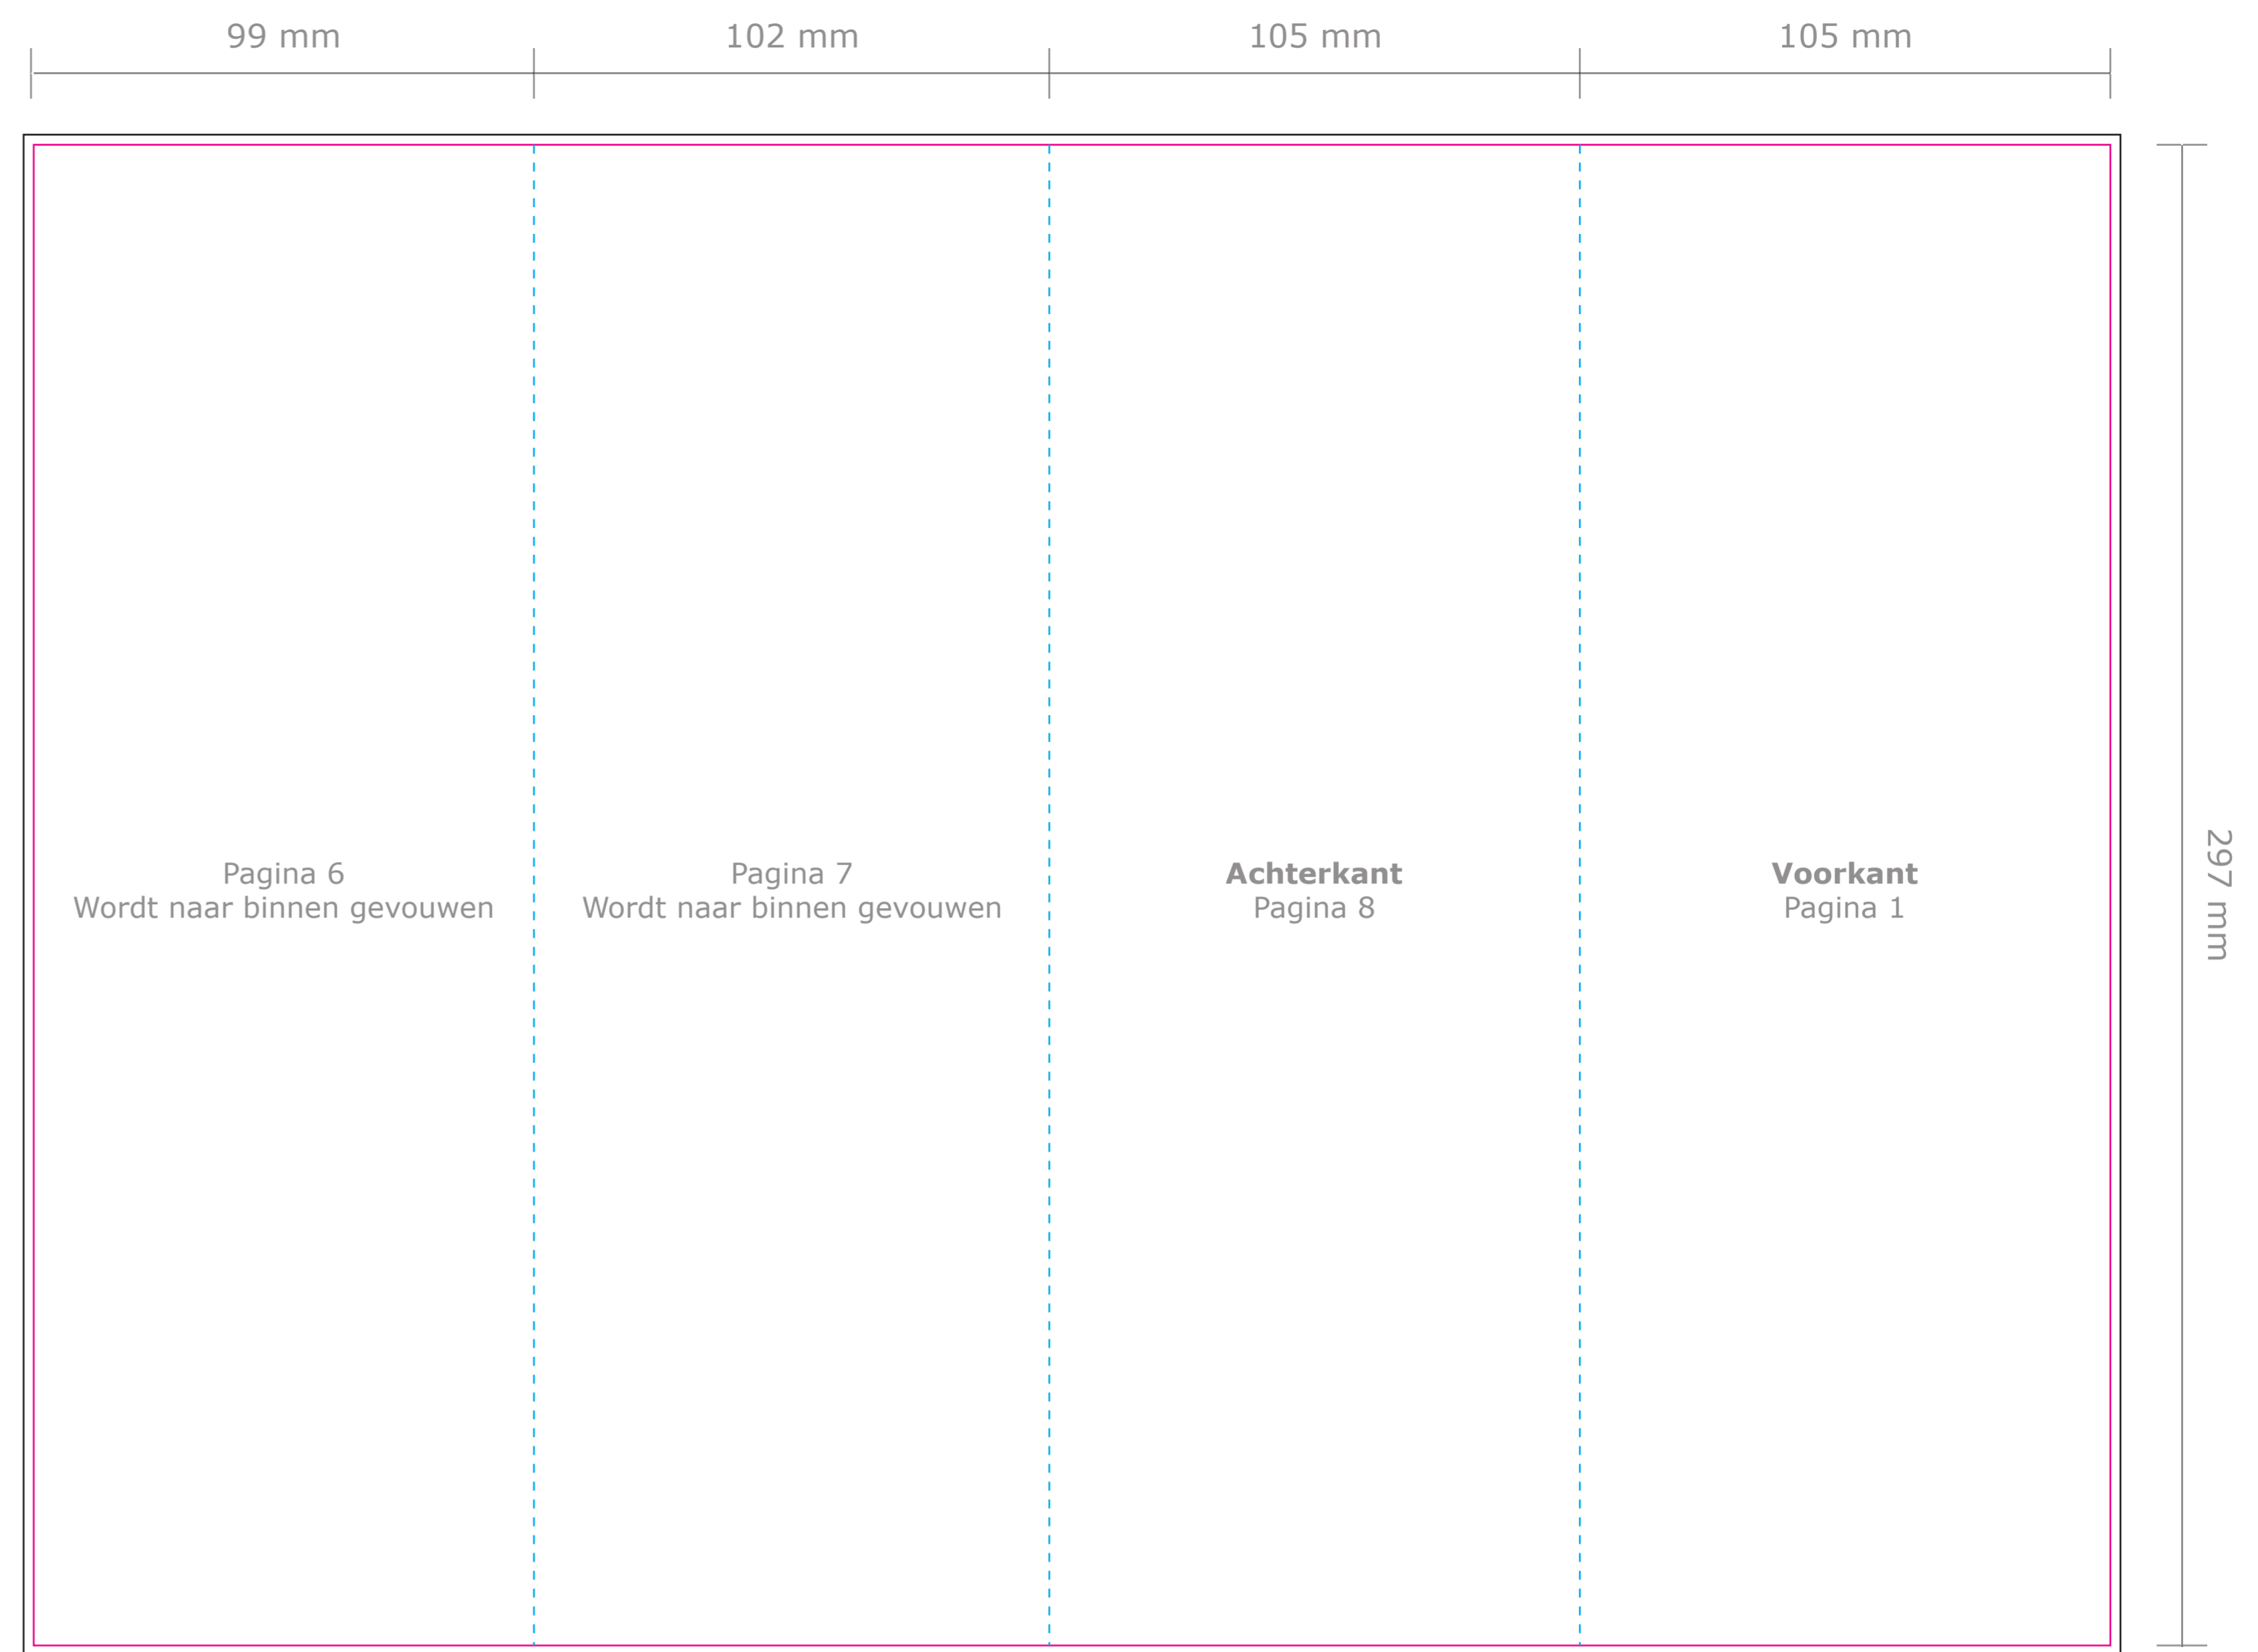 99 mm
102 mm
105 mm
105 mm
Pagina 6
Wordt naar binnen gevouwen
Pagina 7
Wordt naar binnen gevouwen
Achterkant
Pagina 8
Voorkant
Pagina 1
297 mm